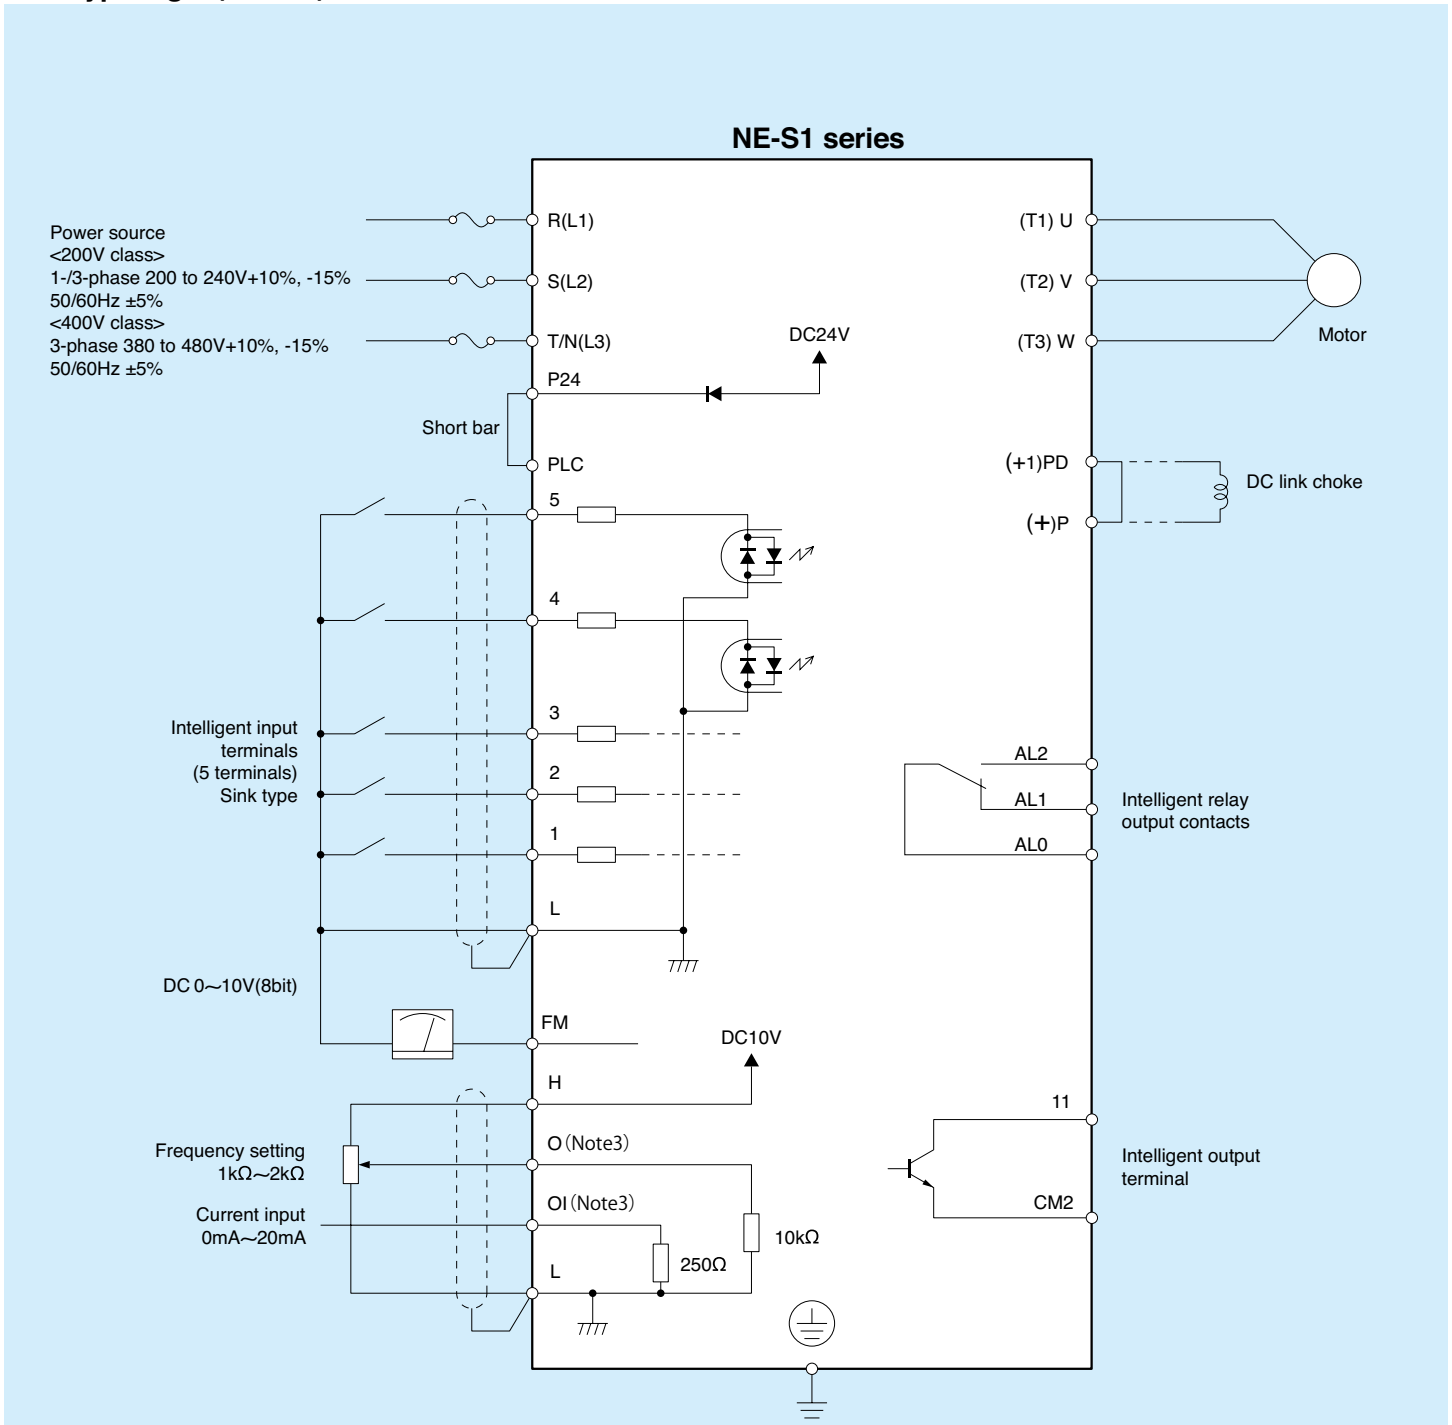 NE-S1 series
Power source
<200V class>
1-/3-phase 200 to 240V+10%, -15%
50/60Hz ±5%
<400V class>
3-phase 380 to 480V+10%, -15%
50/60Hz ±5%
R(L1)
S(L2)
T/N(L3)
P24
DC24V
Short bar
PLC
(T1) U
(T2) V
(T3) W
Motor
(+1)PD
(+)P
DC link choke
5
4
3
2
1
L
Intelligent input
terminals
(5 terminals)
Sink type
AL2
AL1
AL0
Intelligent relay
output contacts
DC 0～10V(8bit)
FM
DC10V
H
O（Note3）
OI（Note3）
L
Frequency setting
1kΩ～2kΩ
Current input
0mA～20mA
250Ω
10kΩ
11
CM2
Intelligent output
terminal